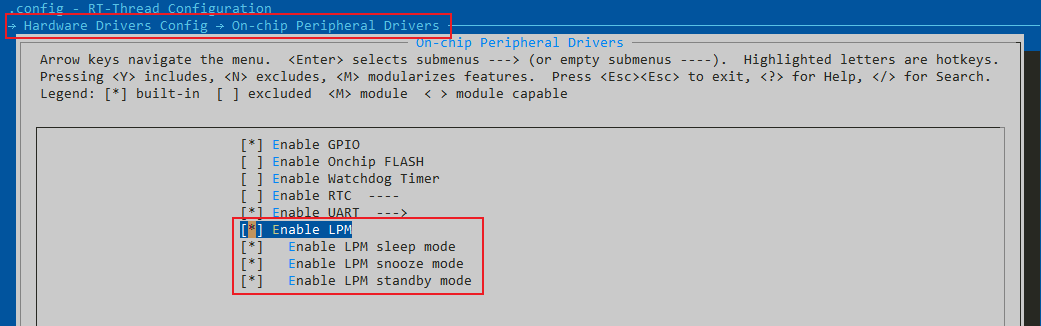 .config - RT-Thread Configuration
→ Hardware Drivers Config → On-chip Peripheral Drivers
On-chip Peripheral Drivers
Arrow keys navigate the menu.  <Enter> selects submenus ---> (or empty submenus ----).  Highlighted letters are hotkeys.
Pressing <Y> includes, <N> excludes, <M> modularizes features.  Press <Esc><Esc> to exit, <?> for Help, </> for Search.
Legend: [*] built-in  [ ] excluded  <M> module  < > module capable
[*] Enable GPIO
[ ] Enable Onchip FLASH
[ ] Enable Watchdog Timer
[ ] Enable RTC  ----
[*] Enable UART  --->
[*] Enable LPM
[*]   Enable LPM sleep mode
[*]   Enable LPM snooze mode
[*]   Enable LPM standby mode